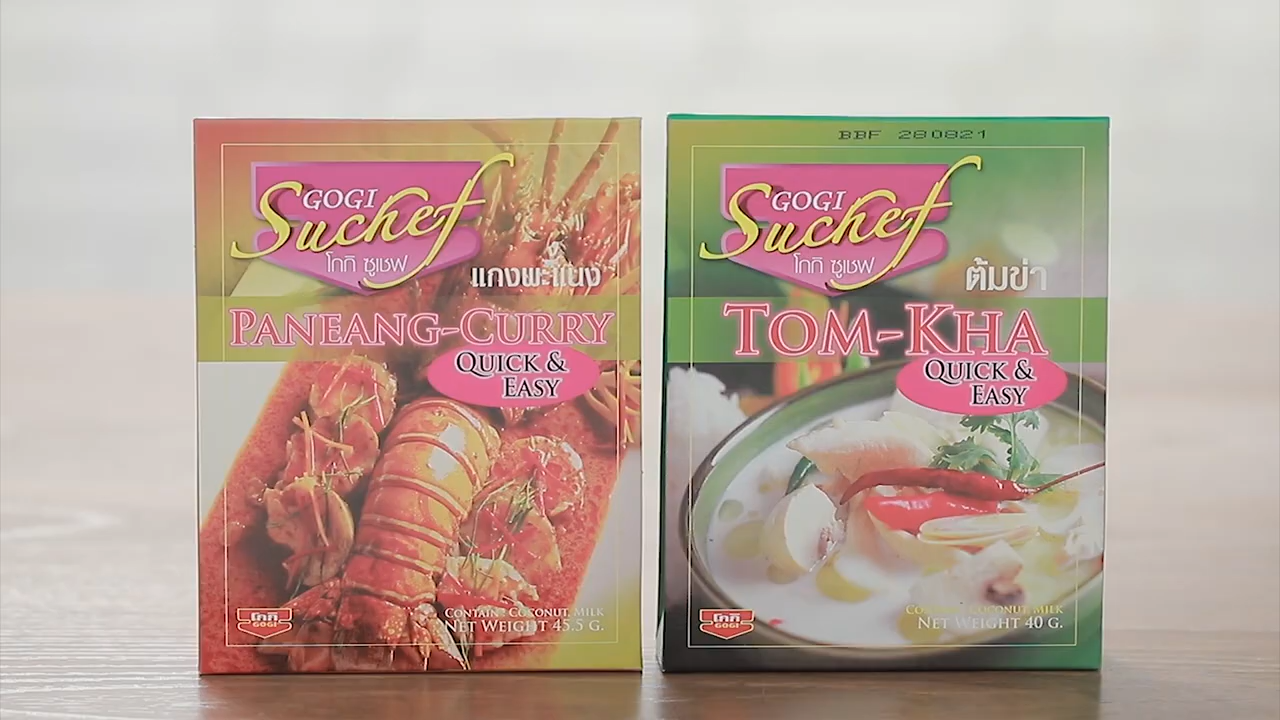 GOGI
Suchef
โกกิ ซูเชฟ
แกงพะแนง
PANEANG-CURRY
QUICK &
EASY
โกกิ
GOGI
CONTAIN: COCONUT MILK
NET WEIGHT 45.5 G.
BBF 280821
GOGI
Suchef
โกกิ ซูเชฟ
ต้มข่า
TOM-KHA
QUICK &
EASY
โกกิ
GOGI
COCONUT MILK
NET WEIGHT 40 G.